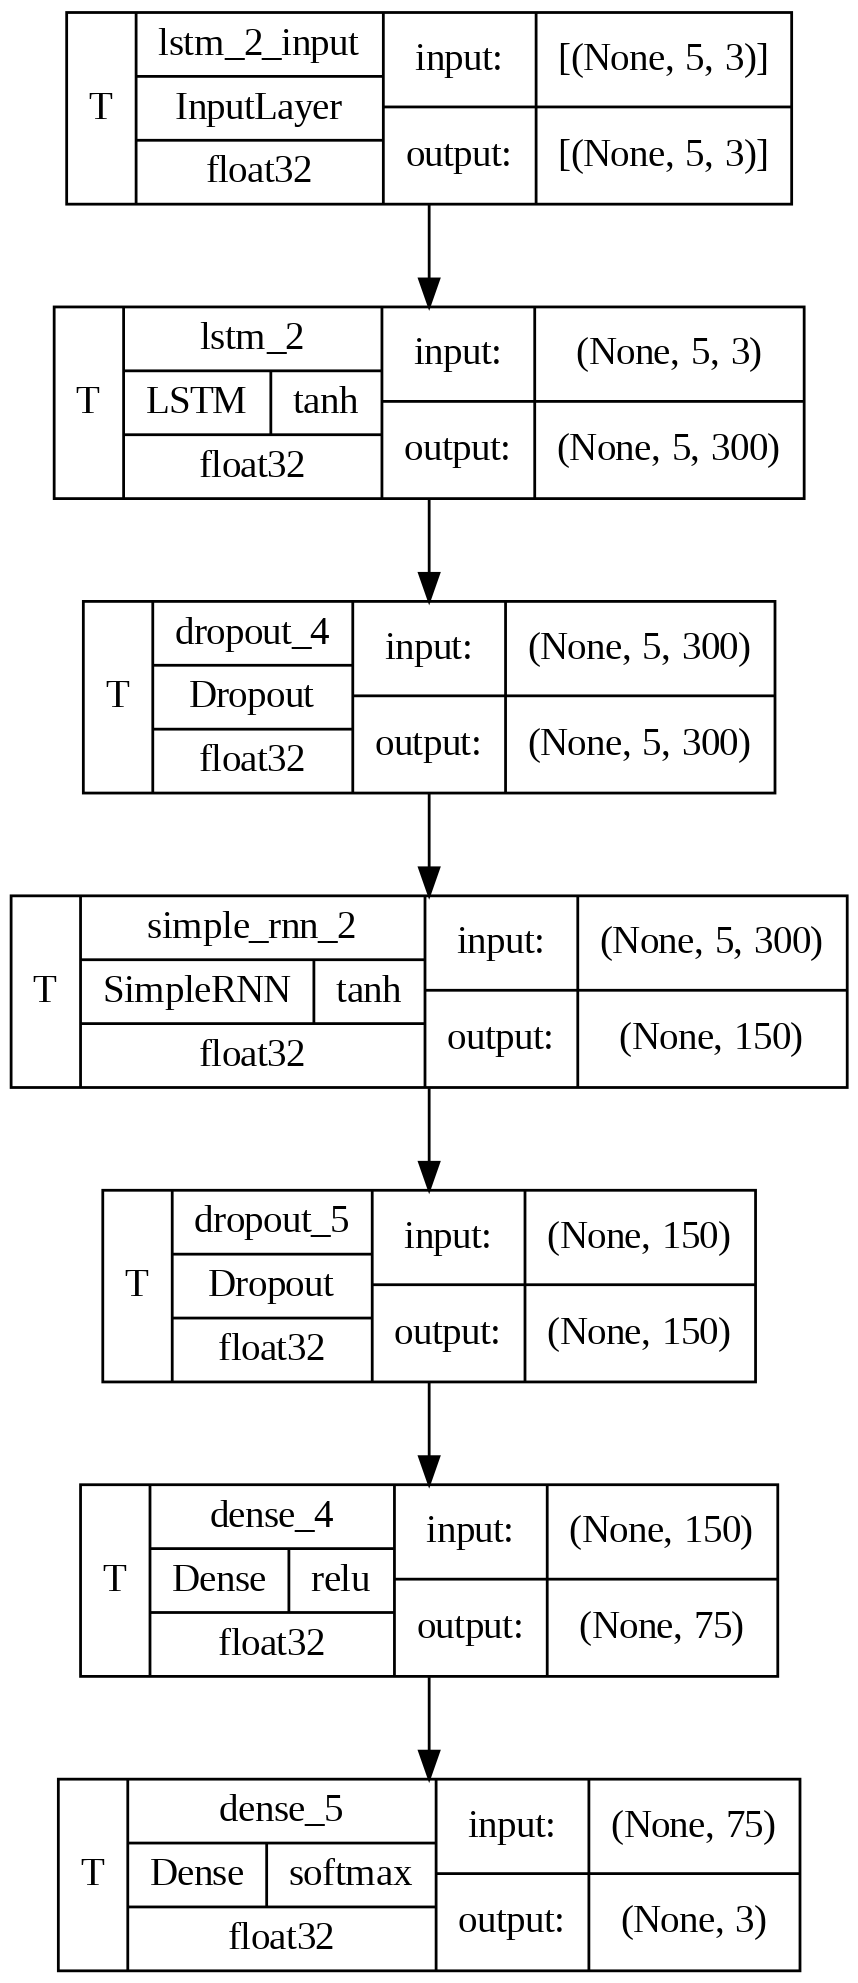 T
lstm_2_input
InputLayer
float32
input:
[(None, 5, 3)]
output:
[(None, 5, 3)]
T
lstm_2
LSTM
tanh
float32
input:
(None, 5, 3)
output:
(None, 5, 300)
T
dropout_4
Dropout
float32
input:
(None, 5, 300)
output:
(None, 5, 300)
T
simple_rnn_2
SimpleRNN
tanh
float32
input:
(None, 5, 300)
output:
(None, 150)
T
dropout_5
Dropout
float32
input:
(None, 150)
output:
(None, 150)
T
dense_4
Dense
relu
float32
input:
(None, 150)
output:
(None, 75)
T
dense_5
Dense
softmax
float32
input:
(None, 75)
output:
(None, 3)